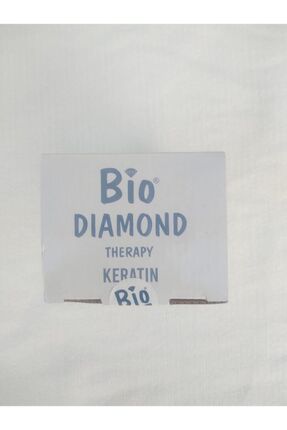 Bio®
DIAMOND
THERAPY
KERATIN
Bio®